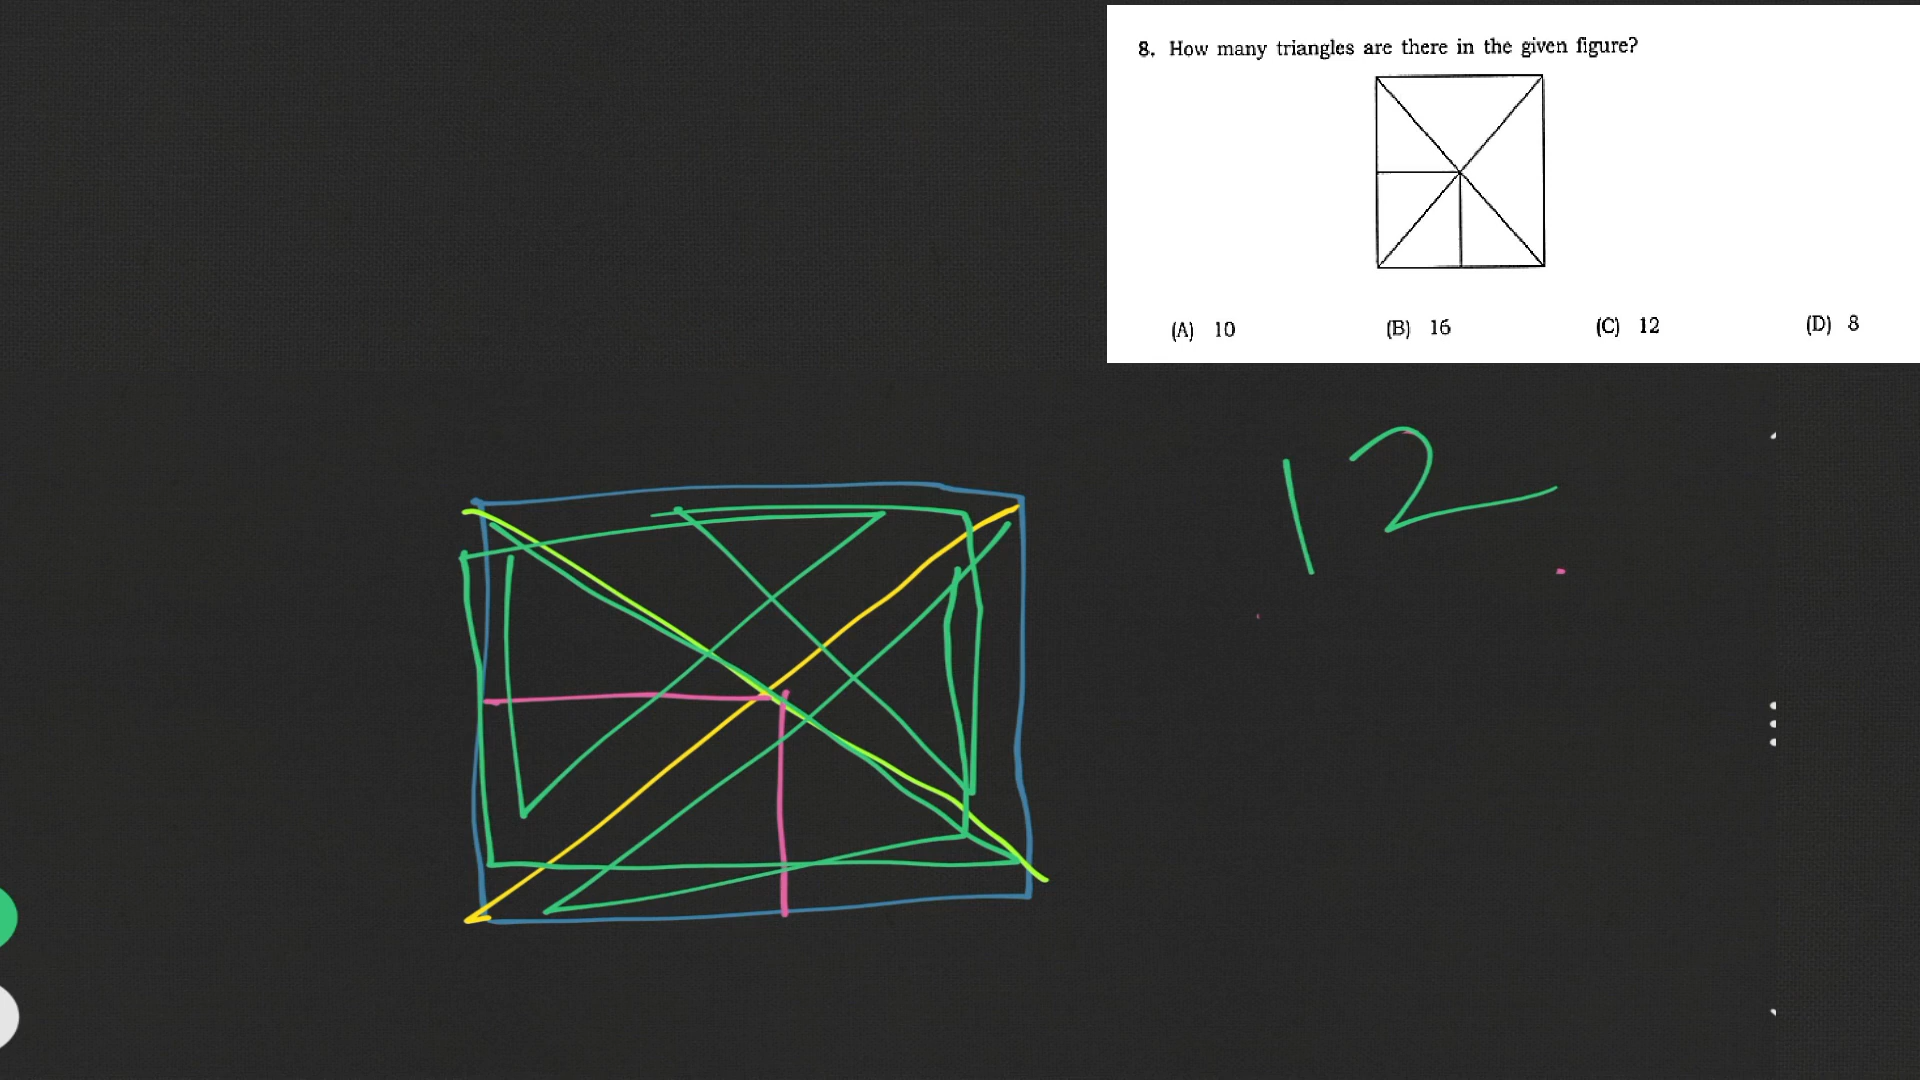 8. How many triangles are there in the given figure?
(A) 10 (B) 16 (C) 12 (D) 8
12